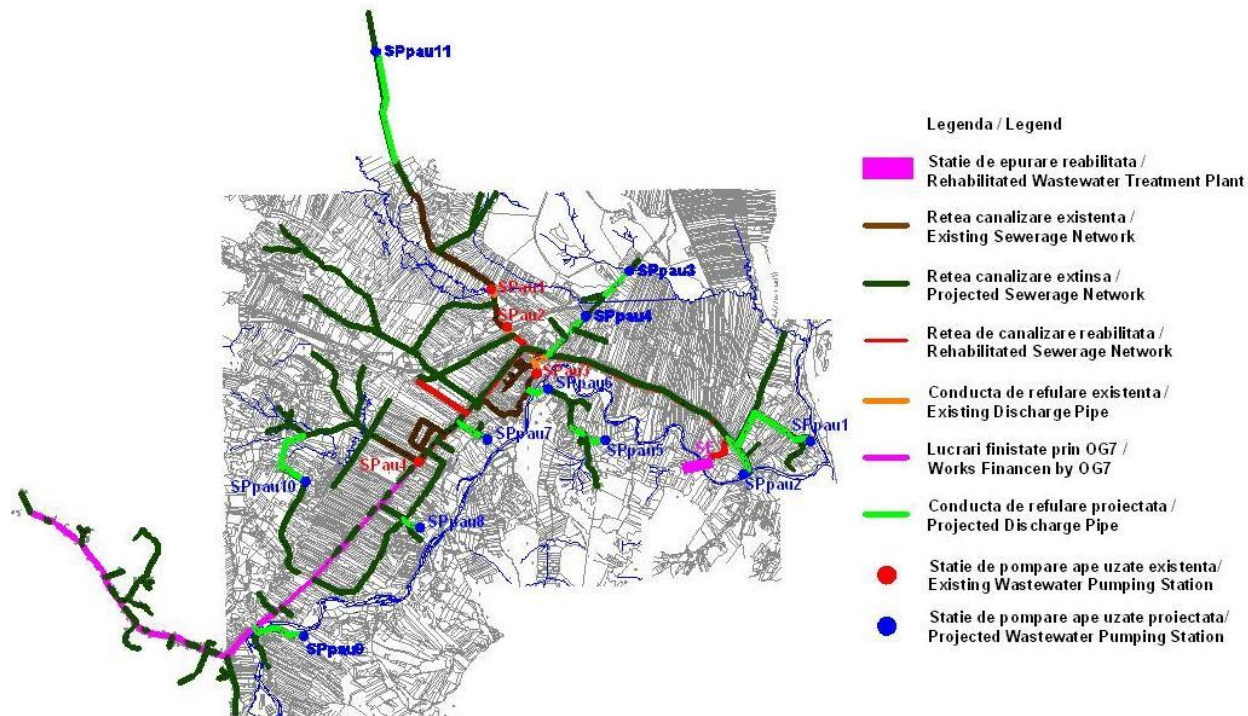 SPpau11
SPpau3
SPau1
SPpau4
SPau2
SPau3
SPpau6
SPpau7
SPpau5
SPpau1
SE
SPpau2
SPau4
SPpau10
SPpau8
SPpau9
Legenda / Legend
Statie de epurare reabilitata /
Rehabilitated Wastewater Treatment Plant
Retea canalizare existenta /
Existing Sewerage Network
Retea canalizare extinsa /
Projected Sewerage Network
Retea de canalizare reabilitata /
Rehabilitated Sewerage Network
Conducta de refulare existenta /
Existing Discharge Pipe
Lucrari finistate prin OG7 /
Works Financen by OG7
Conducta de refulare proiectata /
Projected Discharge Pipe
Statie de pompare ape uzate existenta/
Existing Wastewater Pumping Station/
Statie de pompare ape uzate proiectata/
Projected Wastewater Pumping Station